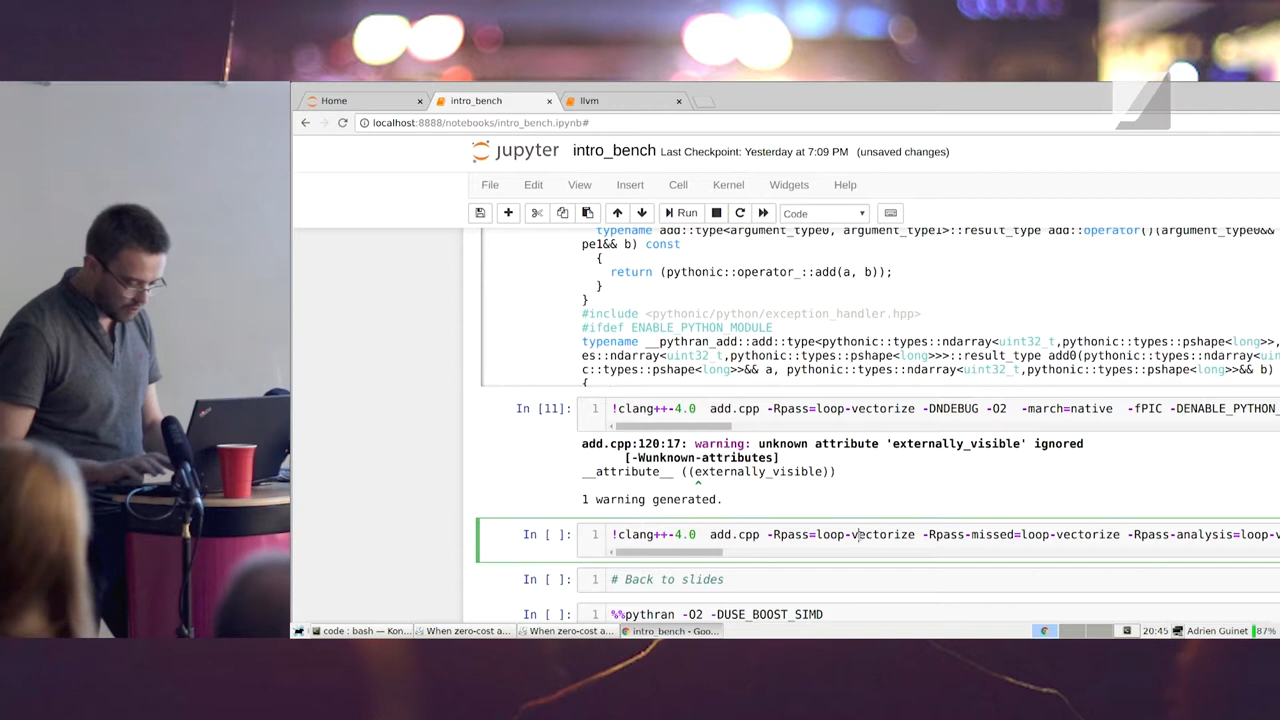 Home
intro_bench
llvm
localhost:8888/notebooks/intro_bench.ipynb#
jupyter intro_bench Last Checkpoint: Yesterday at 7:09 PM (unsaved changes)
File Edit View Insert Cell Kernel Widgets Help
Run Code
typename add::type<argument_type0, argument_type1>::result_type add::operator()(argument_type0&&
pe1&& b) const
{
return (pythonic::operator_::add(a, b));
}
}
#include <pythonic/python/exception_handler.hpp>
#ifdef ENABLE_PYTHON_MODULE
typename __pythran_add::add::type<pythonic::types::ndarray<uint32_t,pythonic::types::pshape<long>>,
es::ndarray<uint32_t,pythonic::types::pshape<long>>>::result_type add0(pythonic::types::ndarray<uin
c::types::pshape<long>>&& a, pythonic::types::ndarray<uint32_t,pythonic::types::pshape<long>>&& b)
{
In [11]: 1 !clang++-4.0 add.cpp -Rpass=loop-vectorize -DNDEBUG -O2 -march=native -fPIC -DENABLE_PYTHON_
add.cpp:120:17: warning: unknown attribute 'externally_visible' ignored
[-Wunknown-attributes]
__attribute__ ((externally_visible))
^
1 warning generated.
In [ ]: 1 !clang++-4.0 add.cpp -Rpass=loop-vectorize -Rpass-missed=loop-vectorize -Rpass-analysis=loop-v
In [ ]: 1 # Back to slides
In [ ]: 1 %%pythran -O2 -DUSE_BOOST_SIMD
code : bash — Kon... When zero-cost a... When zero-cost a... intro_bench - Goo... 20:45 Adrien Guinet 87%